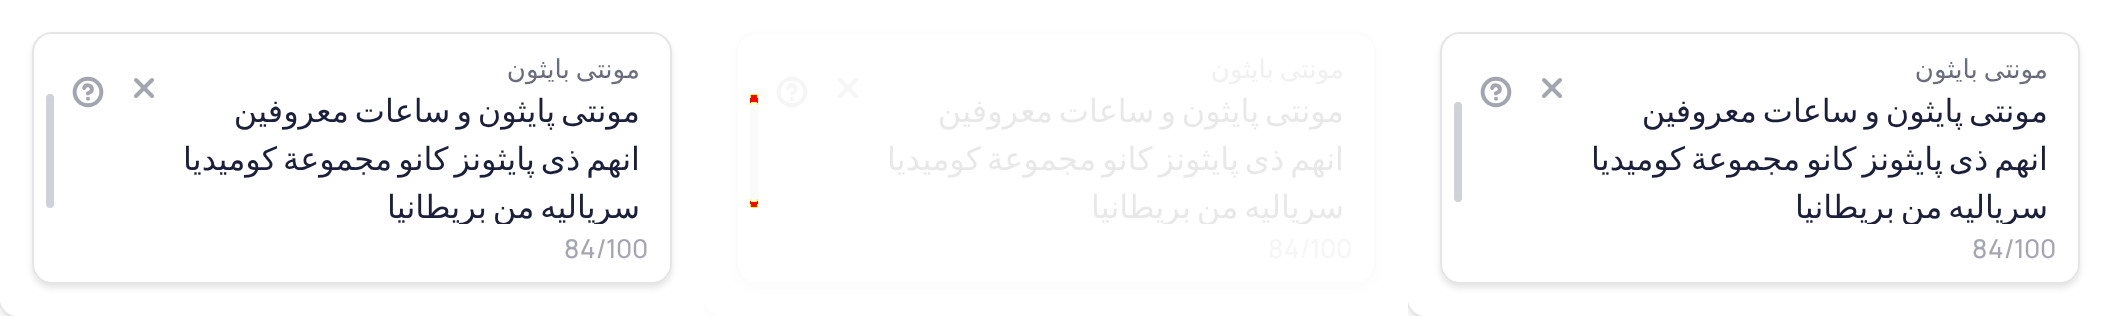 مونتى بايثون
مونتى پايثون و ساعات معروفين
انهم ذى پايثونز كانو مجموعة كوميديا
سرياليه من بريطانيا
84/100
مونتى بايثون
مونتى پايثون و ساعات معروفين
انهم ذى پايثونز كانو مجموعة كوميديا
سرياليه من بريطانيا
84/100
مونتى بايثون
مونتى پايثون و ساعات معروفين
انهم ذى پايثونز كانو مجموعة كوميديا
سرياليه من بريطانيا
84/100